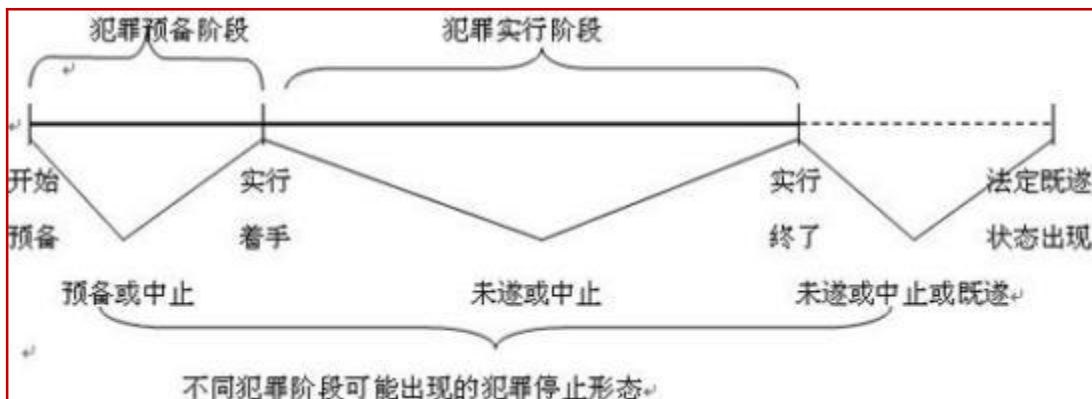 犯罪预备阶段 犯罪实行阶段
开始 实行 实行 法定既遂
预备 着手 终了 状态出现
预备或中止 未遂或中止 未遂或中止或既遂
不同犯罪阶段可能出现的犯罪停止形态